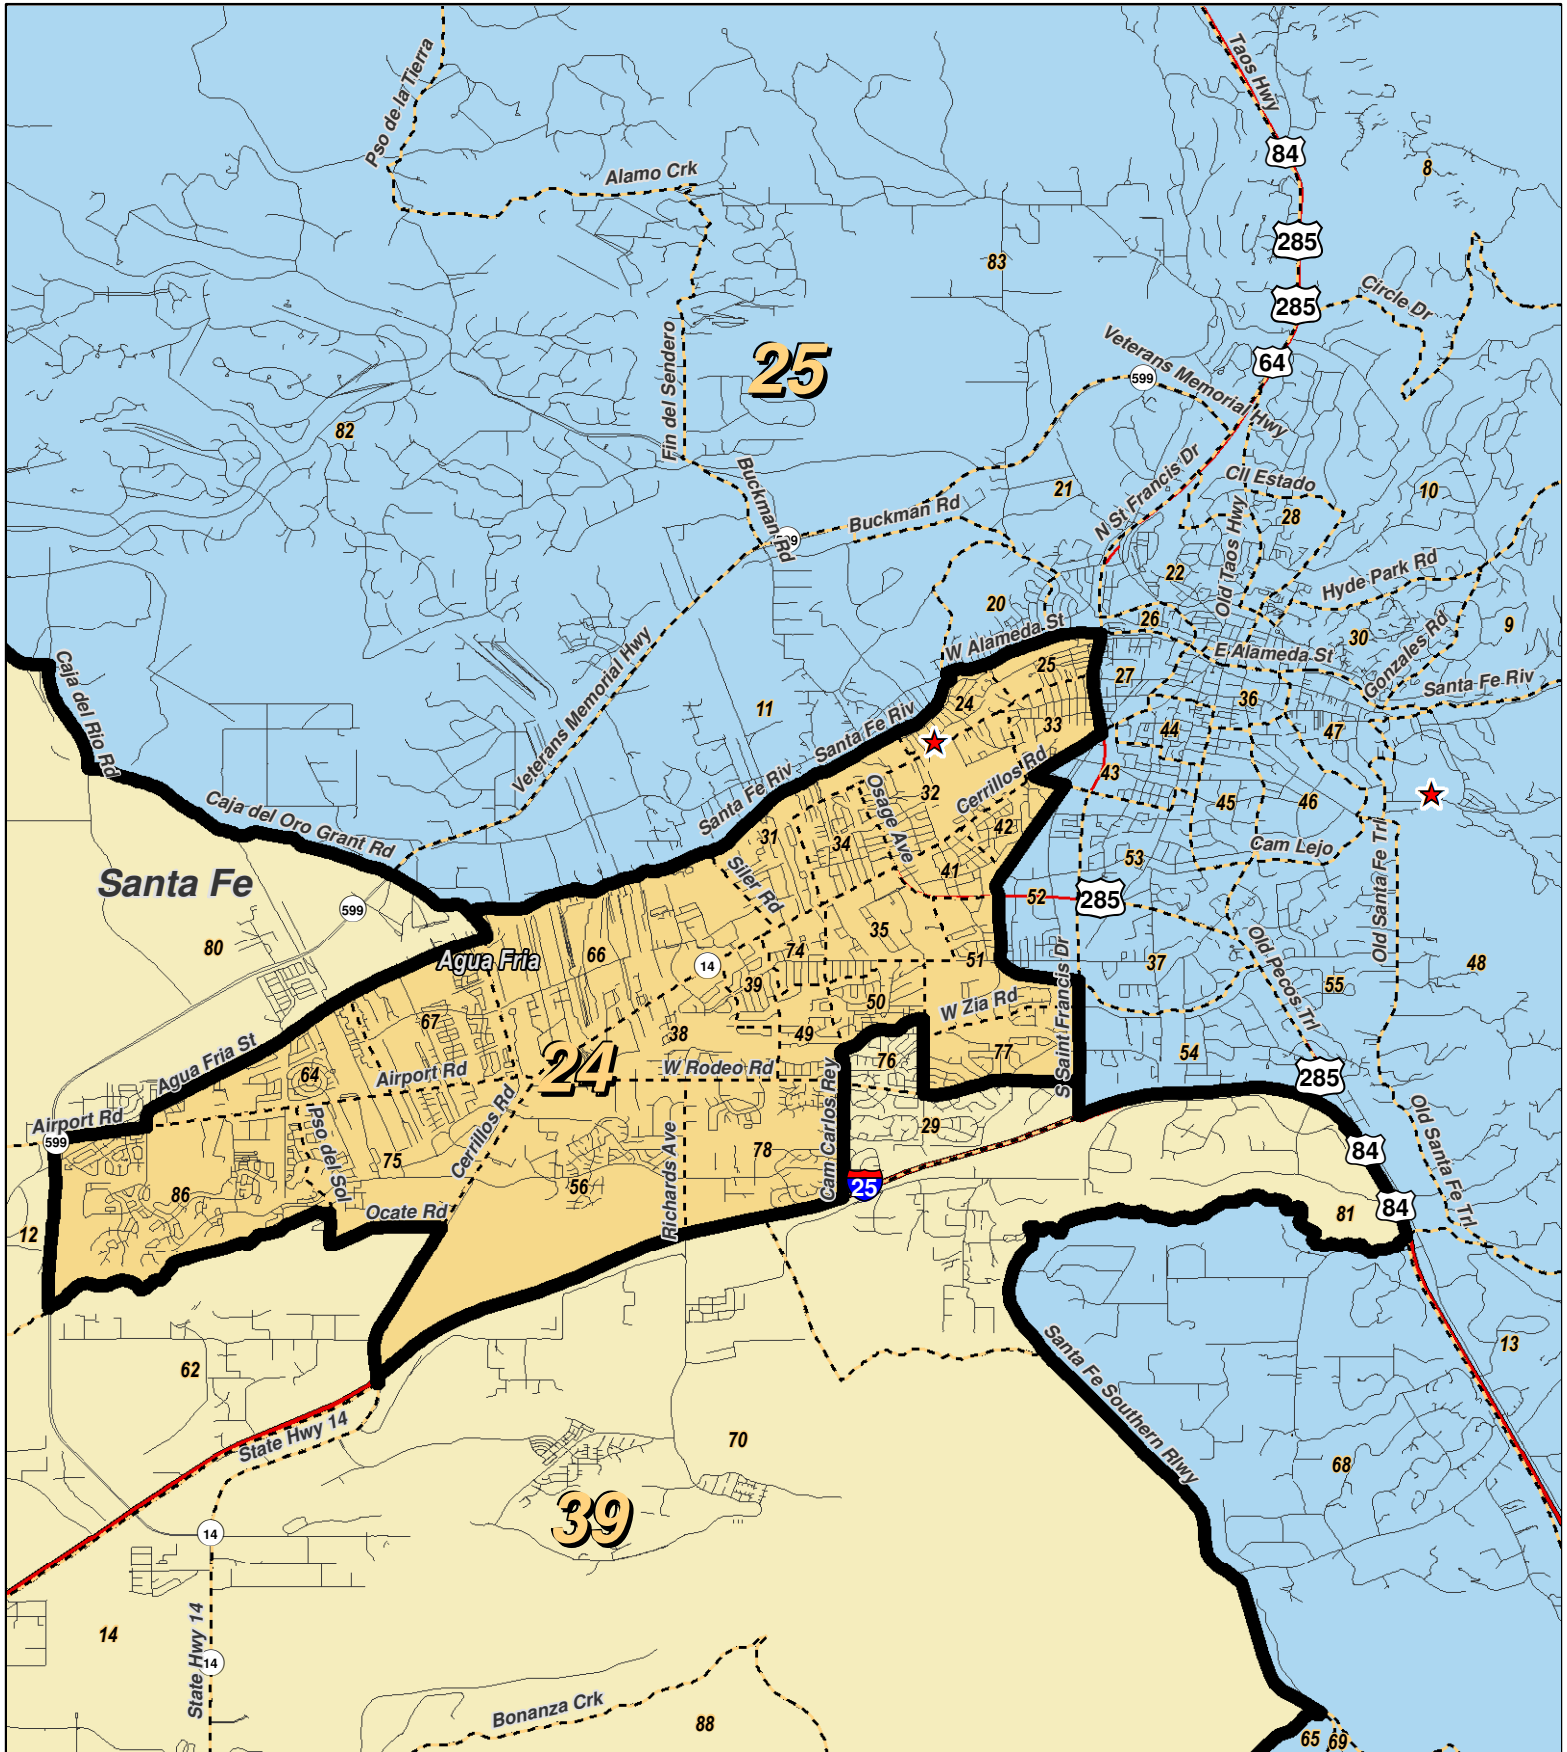 Taos Hwy
Pso de la Tierra
84
8
Alamo Crk
285
83
Circle Dr
285
Fin del Sendero
25
Veterans Memorial Hwy
64
599
82
N St Francis Dr
Cll Estado
10
21
Buckman Rd
Buckman Rd
28
Old Taos Hwy
22
Hyde Park Rd
20
26
W Alameda St
30
9
E Alameda St
Gonzales Rd
Caja del Rio Rd
Veterans Memorial Hwy
25
27
Santa Fe Riv
36
24
11
Santa Fe Riv
33
44
47
43
32
Cerrillos Rd
Santa Fe Riv
Osage Ave
45
46
Caja del Oro Grant Rd
31
34
42
Cam Lejo
53
Santa Fe
Siler Rd
41
52
285
Old Santa Fe Trl
599
80
35
Agua Fria
66
74
51
37
Old Pecos Trl
48
14
39
50
W Zia Rd
55
67
38
49
S Saint Francis Dr
76
77
54
Agua Fria St
64
Airport Rd
24
W Rodeo Rd
285
Airport Rd
599
Pso del Sol
Cerrillos Rd
Richards Ave
Cam Carlos Rey
29
Old Santa Fe Trl
84
75
78
86
56
25
84
81
12
Ocate Rd
62
13
Santa Fe Southern Rlwy
State Hwy 14
70
68
39
14
14
State Hwy 14
14
Bonanza Crk
88
65
69